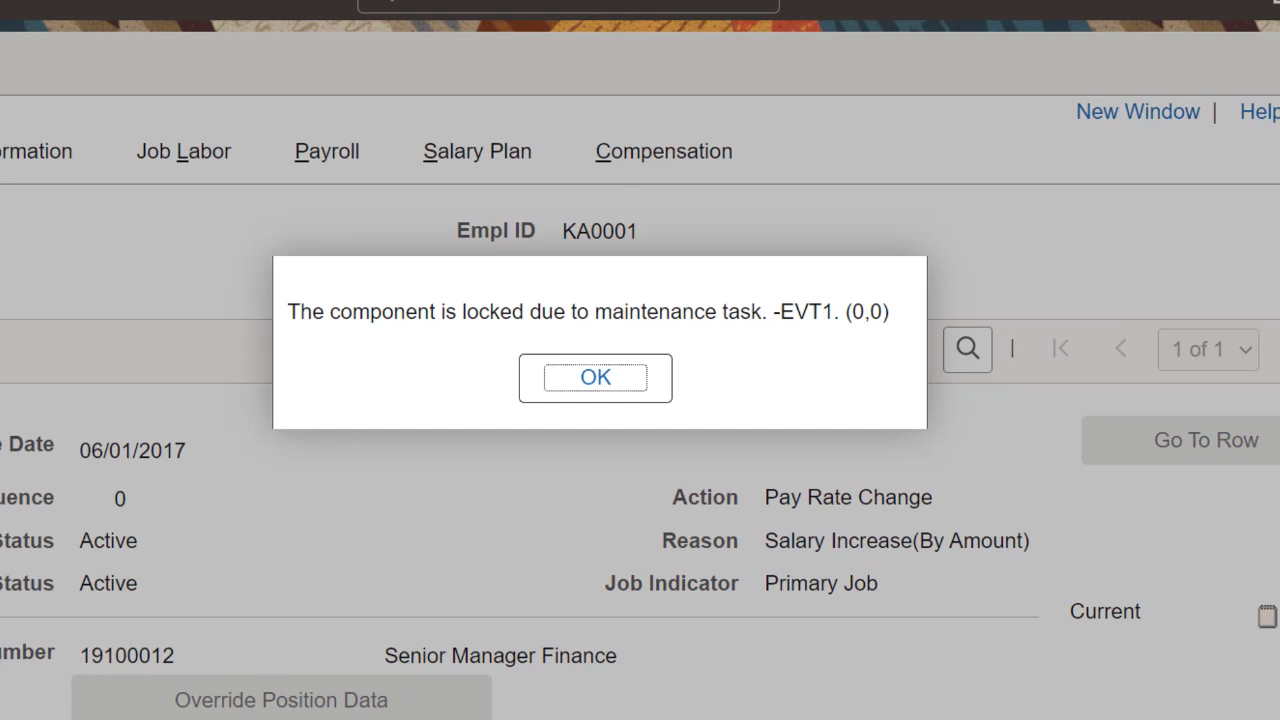 New Window | Help
rmation Job Labor Payroll Salary Plan Compensation
Empl ID KA0001
The component is locked due to maintenance task. -EVT1. (0,0)
OK
| 1 of 1
e Date 06/01/2017
Go To Row
uence 0 Action Pay Rate Change
Status Active Reason Salary Increase(By Amount)
Status Active Job Indicator Primary Job
Current
umber 19100012 Senior Manager Finance
Override Position Data